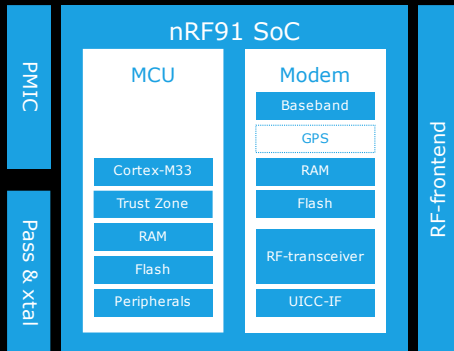 nRF91 SoC
PMIC
Pass & xtal
MCU
Cortex-M33
Trust Zone
RAM
Flash
Peripherals
Modem
Baseband
GPS
RAM
Flash
RF-transceiver
UICC-IF
RF-frontend